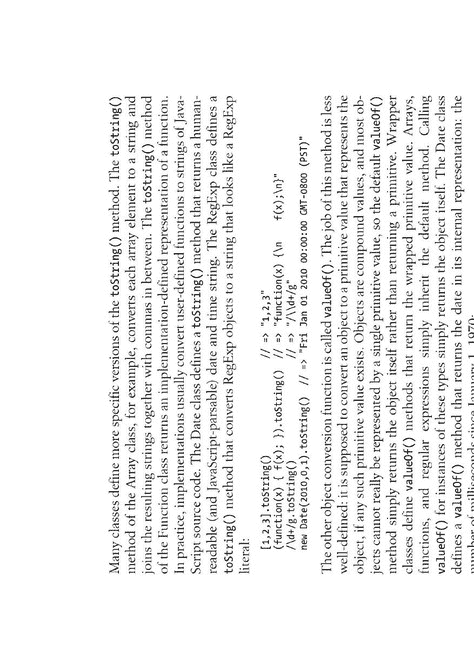 Many classes define more specific versions of the toString() method. The toString()
method of the Array class, for example, converts each array element to a string and
joins the resulting strings together with commas in between. The toString() method
of the Function class returns an implementation-defined representation of a function.
In practice, implementations usually convert user-defined functions to strings of Java-
Script source code. The Date class defines a toString() method that returns a human-
readable (and JavaScript-parsable) date and time string. The RegExp class defines a
toString() method that converts RegExp objects to a string that looks like a RegExp
literal:
[1,2,3].toString() // => "1,2,3"
(function(x) { f(x); }).toString() // => "function(x) {\n f(x);\n}"
/\d+/g.toString() // => "/\\d+/g"
new Date(2010,0,1).toString() // => "Fri Jan 01 2010 00:00:00 GMT-0800 (PST)"
The other object conversion function is called valueOf(). The job of this method is less
well-defined: it is supposed to convert an object to a primitive value that represents the
object, if any such primitive value exists. Objects are compound values, and most ob-
jects cannot really be represented by a single primitive value, so the default valueOf()
method simply returns the object itself rather than returning a primitive. Wrapper
classes define valueOf() methods that return the wrapped primitive value. Arrays,
functions, and regular expressions simply inherit the default method. Calling
valueOf() for instances of these types simply returns the object itself. The Date class
defines a valueOf() method that returns the date in its internal representation: the
number of milliseconds since January 1, 1970: